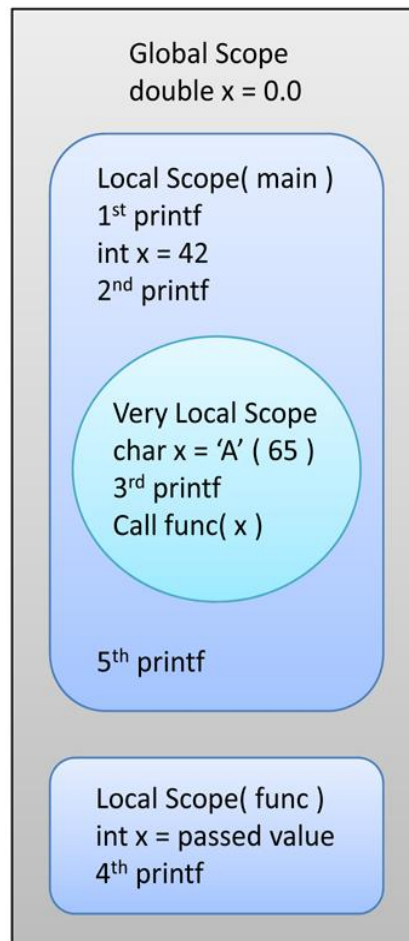 Global Scope
double x = 0.0
Local Scope( main )
1st printf
int x = 42
2nd printf
Very Local Scope
char x = ‘A’ ( 65 )
3rd printf
Call func( x )
5th printf
Local Scope( func )
int x = passed value
4th printf